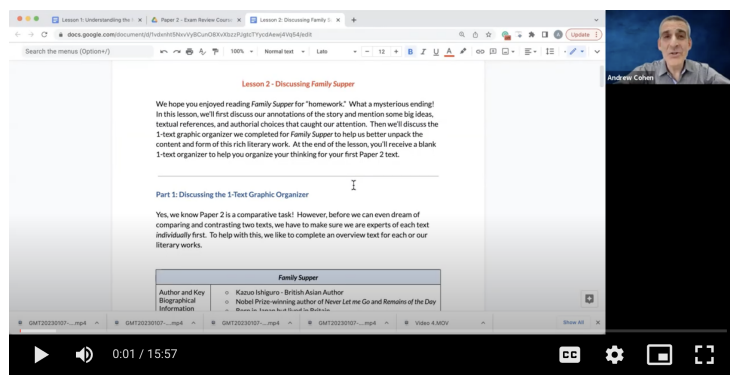 Lesson 1: Understanding the
Paper 2 - Exam Review Course
Lesson 2: Discussing Family S
docs.google.com/document/d/1vdxnht5NxvVyBCunO8XvXbzzPJgtcTYycdAewj4Vq54/edit
Update
Search the menus (Option+/)
100%
Normal text
Lato
12
B I U A
Andrew Cohen
Lesson 2 - Discussing Family Supper
We hope you enjoyed reading Family Supper for "homework." What a mysterious ending!
In this lesson, we'll first discuss our annotations of the story and mention some big ideas,
textual references, and authorial choices that caught our attention. Then we'll discuss the
1-text graphic organizer we completed for Family Supper to help us better unpack the
content and form of this rich literary work. At the end of the lesson, you'll receive a blank
1-text organizer to help you organize your thinking for your first Paper 2 text.
Part 1: Discussing the 1-Text Graphic Organizer
Yes, we know Paper 2 is a comparative task! However, before we can even dream of
comparing and contrasting two texts, we have to make sure we are experts of each text
individually first. To help with this, we like to complete an overview text for each or our
literary works.
Family Supper
Author and Key
Biographical
Information
Kazuo Ishiguro - British Asian Author
Nobel Prize-winning author of Never Let me Go and Remains of the Day
Born in Japan but lived in Britain
GMT20230107-....mp4
GMT20230107-....mp4
GMT20230107-....mp4
GMT20230107-....mp4
Video 4.MOV
Show All
0:01 / 15:57
CC